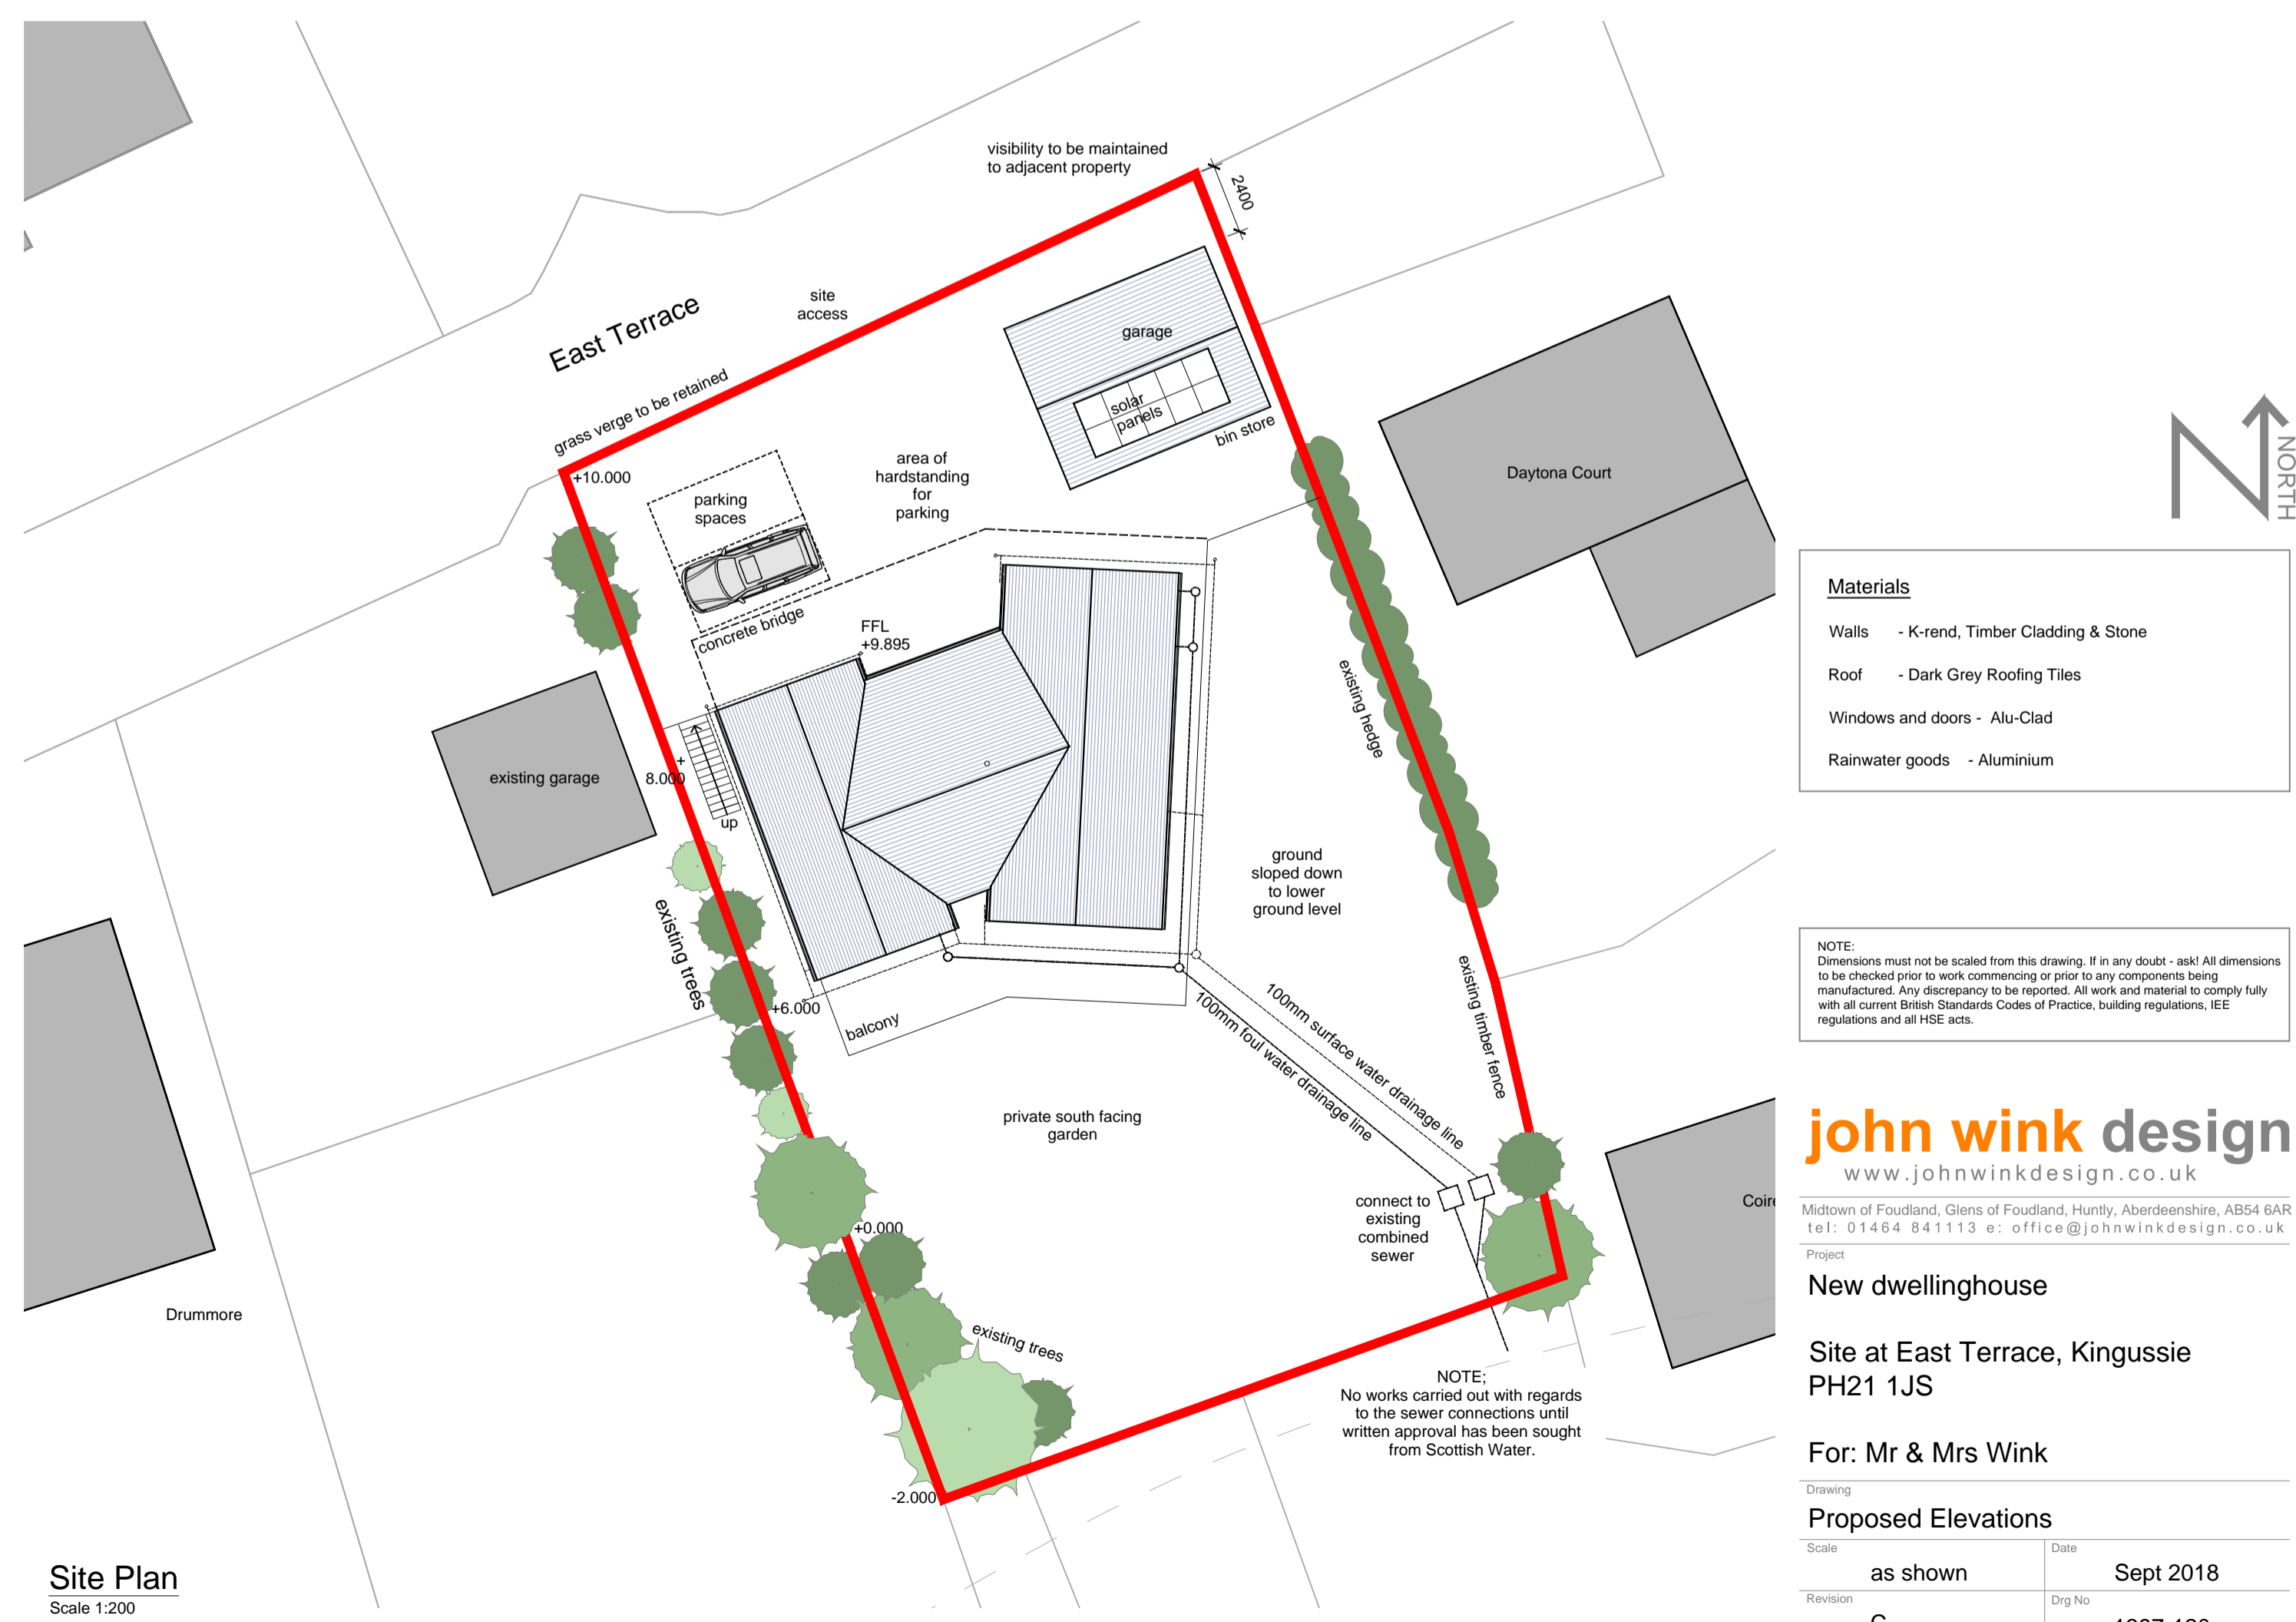 visibility to be maintained
to adjacent property
2400
East Terrace
site
access
grass verge to be retained
garage
solar
panels
bin store
+10.000
parking
spaces
area of
hardstanding
for
parking
concrete bridge
FFL
+9.895
Daytona Court
existing hedge
existing garage
+
8.000
up
ground
sloped down
to lower
ground level
existing trees
+6.000
balcony
existing timber fence
100mm surface water drainage line
100mm foul water drainage line
private south facing
garden
connect to
existing
combined
sewer
+0.000
existing trees
Drummore
-2.000
NOTE;
No works carried out with regards
to the sewer connections until
written approval has been sought
from Scottish Water.
Site Plan
Scale 1:200
N
NORTH
Materials
Walls - K-rend, Timber Cladding & Stone
Roof - Dark Grey Roofing Tiles
Windows and doors - Alu-Clad
Rainwater goods - Aluminium
NOTE:
Dimensions must not be scaled from this drawing. If in any doubt - ask! All dimensions
to be checked prior to work commencing or prior to any components being
manufactured. Any discrepancy to be reported. All work and material to comply fully
with all current British Standards Codes of Practice, building regulations, IEE
regulations and all HSE acts.
john wink design
www.johnwinkdesign.co.uk
Midtown of Foudland, Glens of Foudland, Huntly, Aberdeenshire, AB54 6AR
tel: 01464 841113 e: office@johnwinkdesign.co.uk
Project
New dwellinghouse
Site at East Terrace, Kingussie
PH21 1JS
For: Mr & Mrs Wink
Drawing
Proposed Elevations
Scale
as shown
Date
Sept 2018
Revision
Drg No